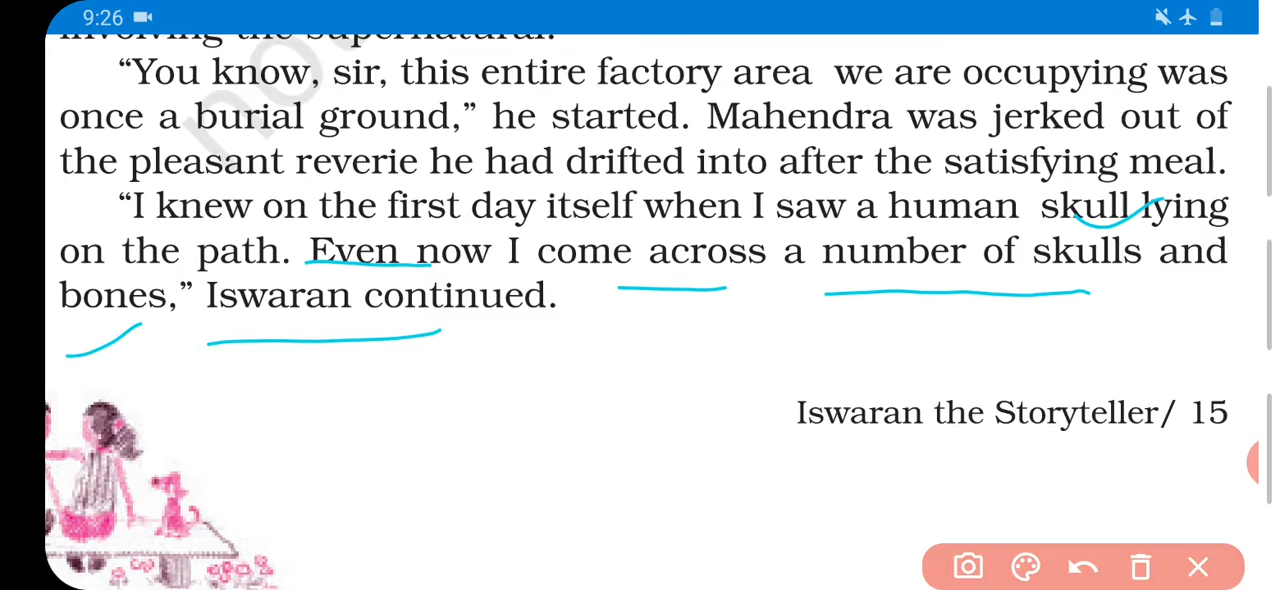 9:26
involving the supernatural.
“You know, sir, this entire factory area we are occupying was
once a burial ground,” he started. Mahendra was jerked out of
the pleasant reverie he had drifted into after the satisfying meal.
“I knew on the first day itself when I saw a human skull lying
on the path. Even now I come across a number of skulls and
bones,” Iswaran continued.
Iswaran the Storyteller/ 15